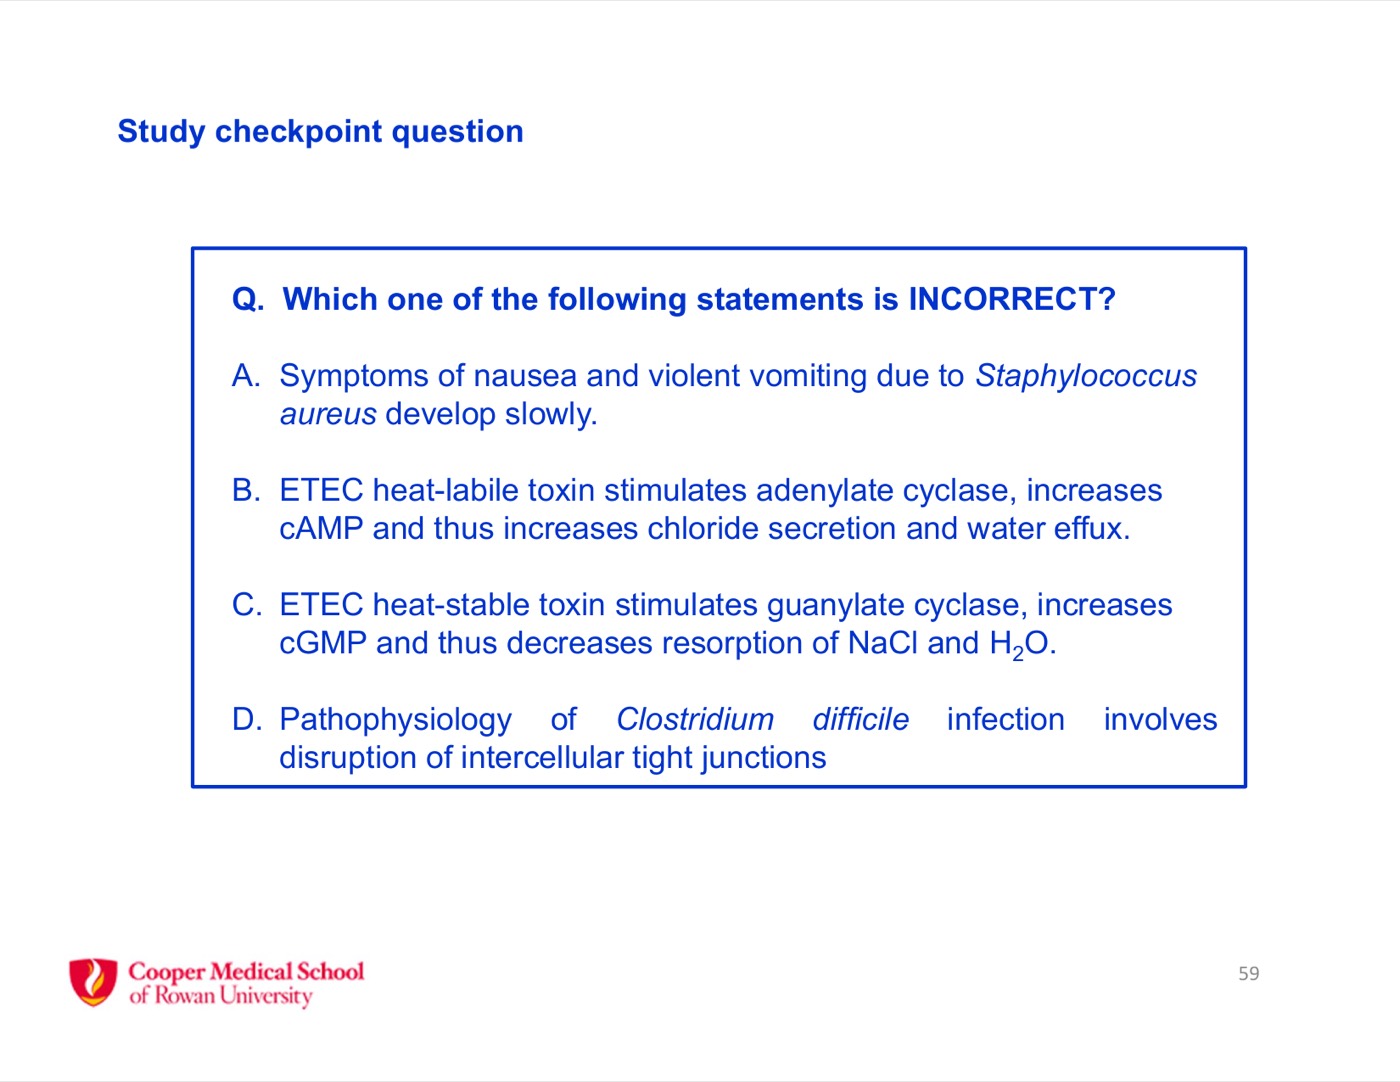 Study checkpoint question
Q. Which one of the following statements is INCORRECT?
A. Symptoms of nausea and violent vomiting due to Staphylococcus
aureus develop slowly.
B. ETEC heat-labile toxin stimulates adenylate cyclase, increases
cAMP and thus increases chloride secretion and water effux.
C. ETEC heat-stable toxin stimulates guanylate cyclase, increases
cGMP and thus decreases resorption of NaCl and H₂O.
D. Pathophysiology of Clostridium difficile infection involves
disruption of intercellular tight junctions
Cooper Medical School
of Rowan University
59